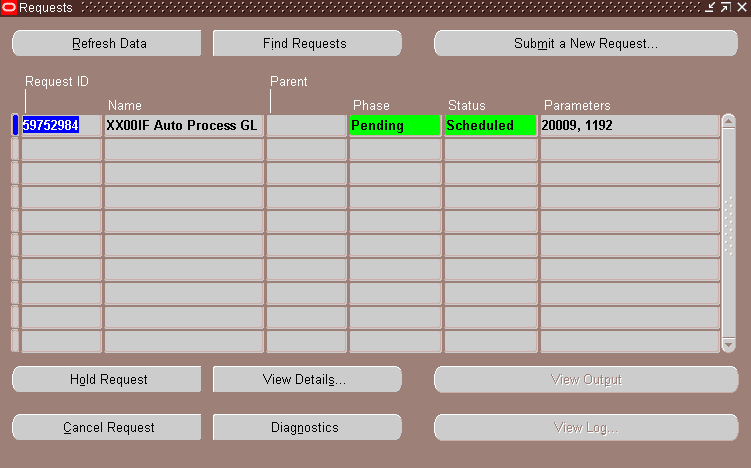 Requests
Refresh Data
Find Requests
Submit a New Request...
Request ID
Parent
Name
Phase
Status
Parameters
59752984
XX00IF Auto Process GL
Pending
Scheduled
20009, 1192
Hold Request
View Details...
View Output
Cancel Request
Diagnostics
View Log...